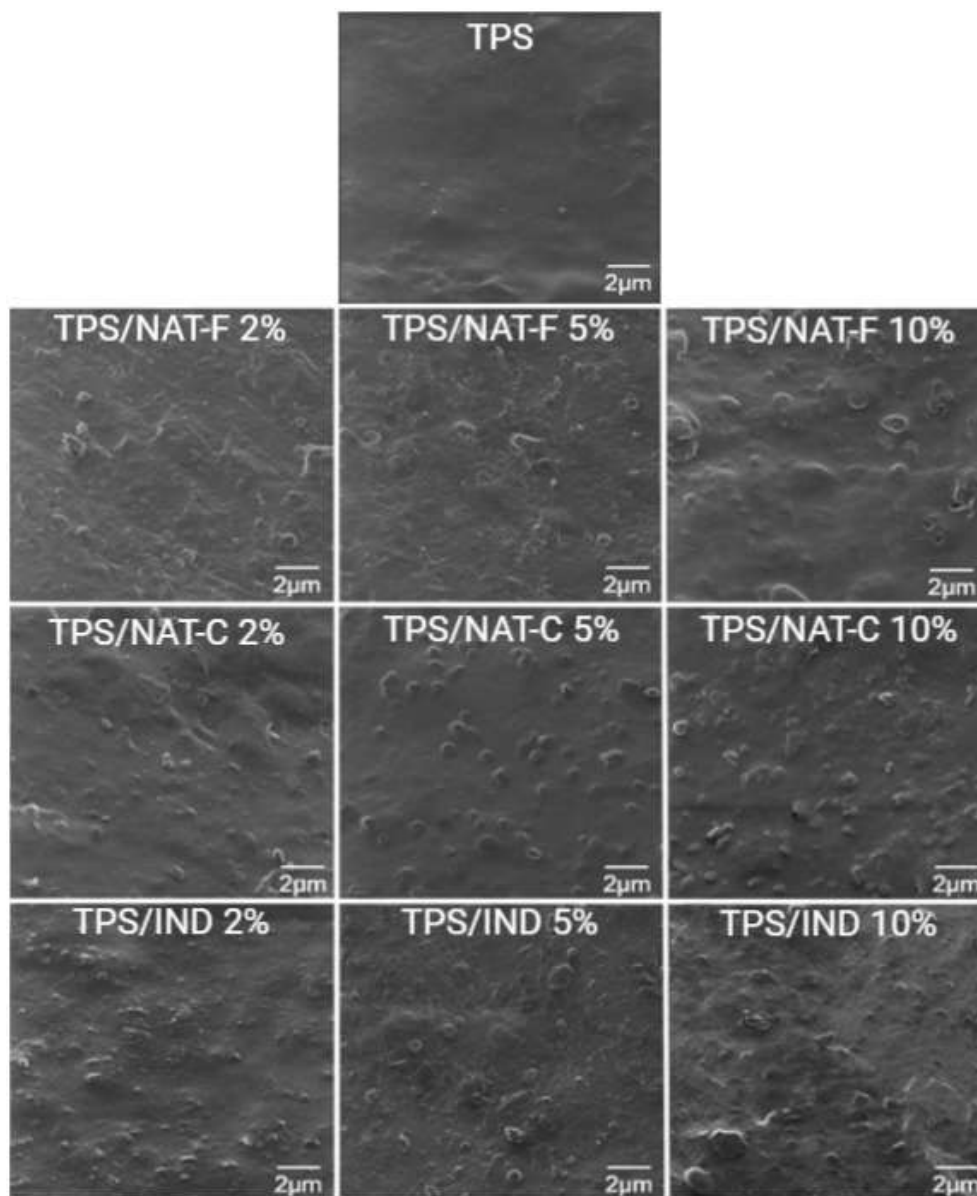 TPS
2µm
TPS/NAT-F 2%
2µm
TPS/NAT-F 5%
2µm
TPS/NAT-F 10%
2µm
TPS/NAT-C 2%
2µm
TPS/NAT-C 5%
2µm
TPS/NAT-C 10%
2µm
TPS/IND 2%
2µm
TPS/IND 5%
2µm
TPS/IND 10%
2µm